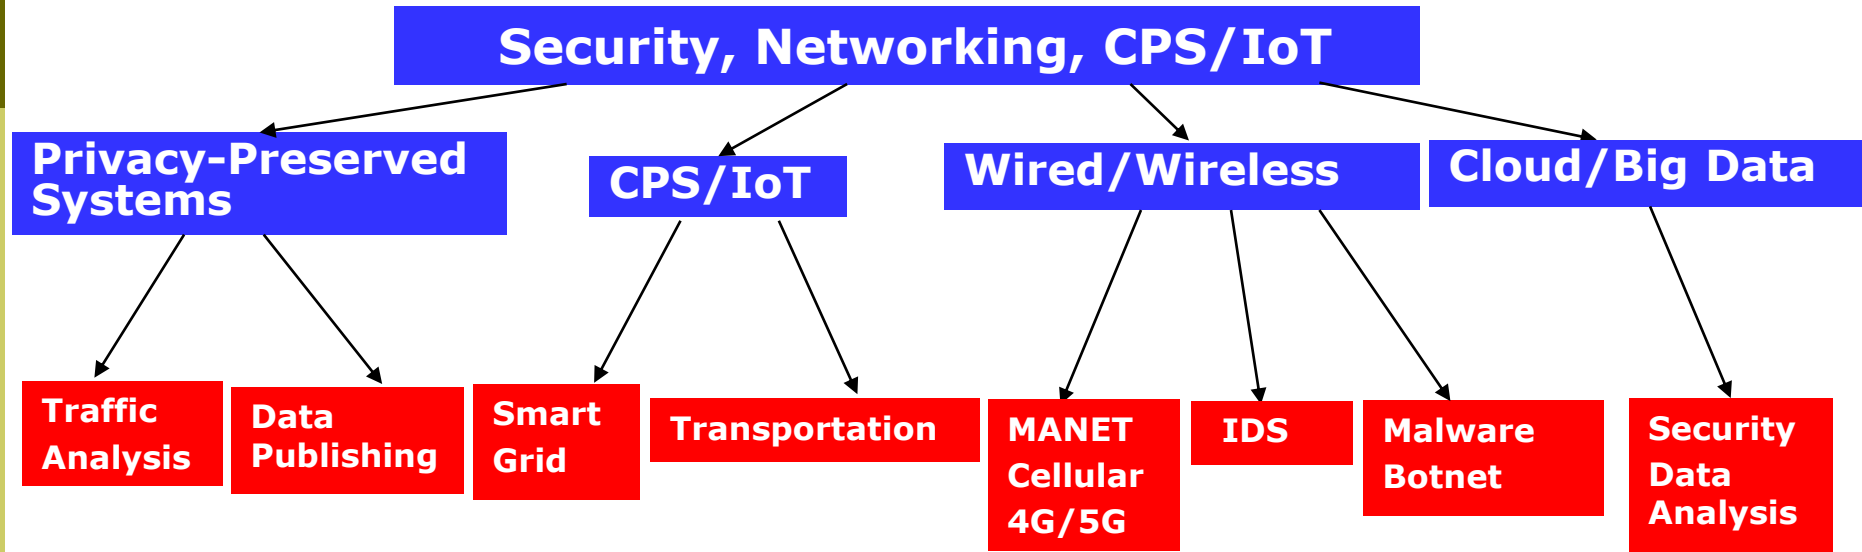 Security, Networking, CPS/IoT
Privacy-Preserved
Systems
CPS/IoT
Wired/Wireless
Cloud/Big Data
Traffic
Analysis
Data
Publishing
Smart
Grid
Transportation
MANET
Cellular
4G/5G
IDS
Malware
Botnet
Security
Data
Analysis